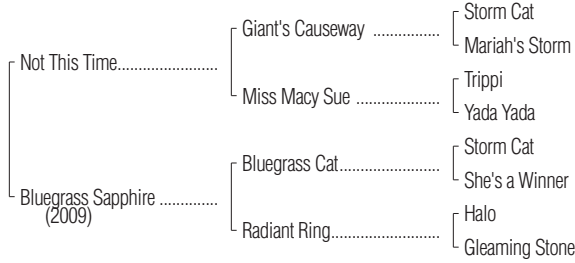 Storm Cat
Giant's Causeway ................
Mariah's Storm
Not This Time........................
Trippi
Miss Macy Sue ....................
Yada Yada
Storm Cat
Bluegrass Cat........................
She's a Winner
Bluegrass Sapphire ..............
(2009)
Halo
Radiant Ring..........................
Gleaming Stone